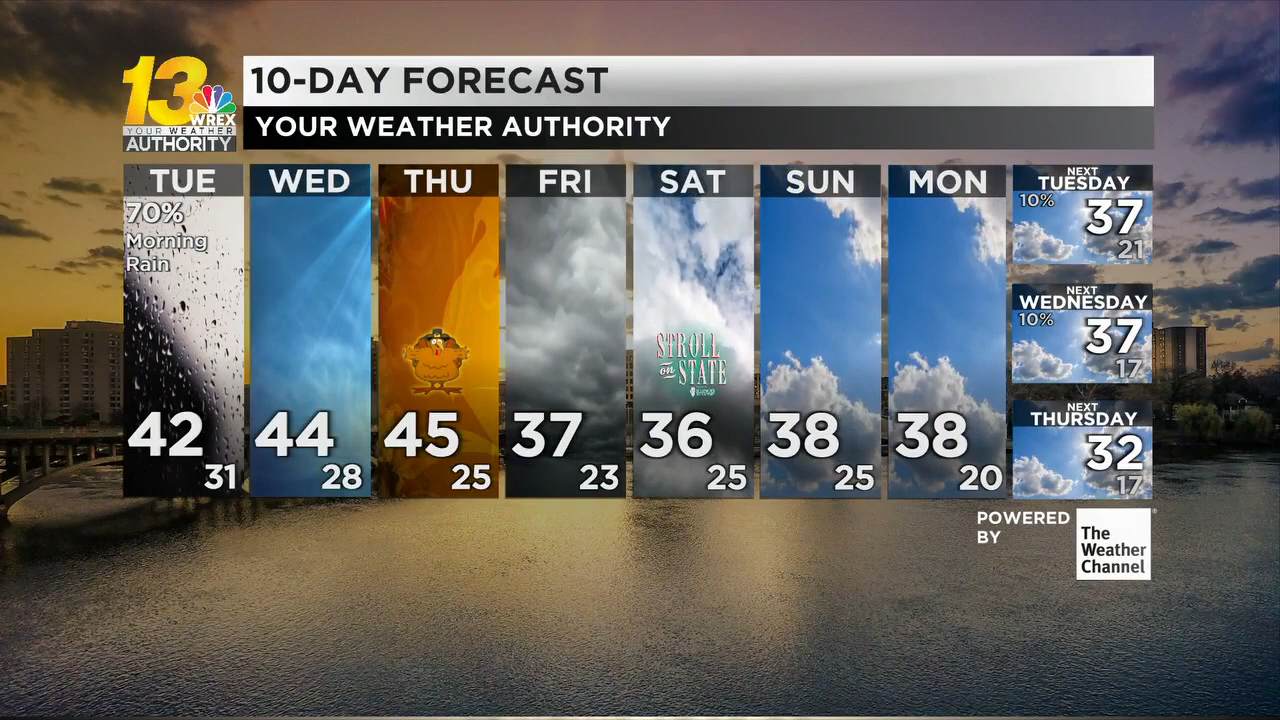 13
WREX
YOUR WEATHER
AUTHORITY
10-DAY FORECAST
YOUR WEATHER AUTHORITY
TUE
70%
Morning
Rain
42
31
WED
44
28
THU
45
25
FRI
37
23
SAT
STROLL
on
STATE
36
25
SUN
38
25
MON
38
20
NEXT
TUESDAY
10%
37
21
NEXT
WEDNESDAY
10%
37
17
NEXT
THURSDAY
32
17
POWERED
BY
The
Weather
Channel
®